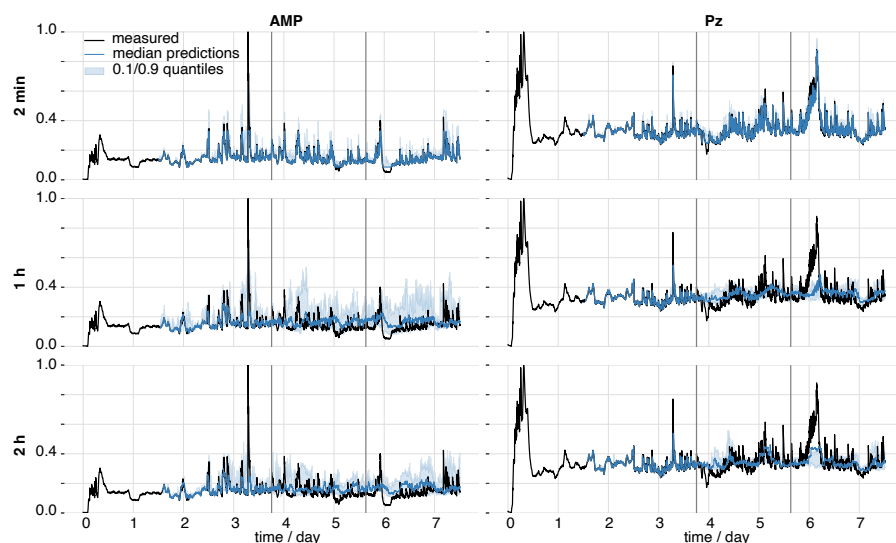 AMP
Pz
measured
median predictions
0.1/0.9 quantiles
2 min
1.0
0.4
0.0
1 h
1.0
0.4
0.0
2 h
1.0
0.4
0.0
0 1 2 3 4 5 6 7
0 1 2 3 4 5 6 7
time / day
time / day